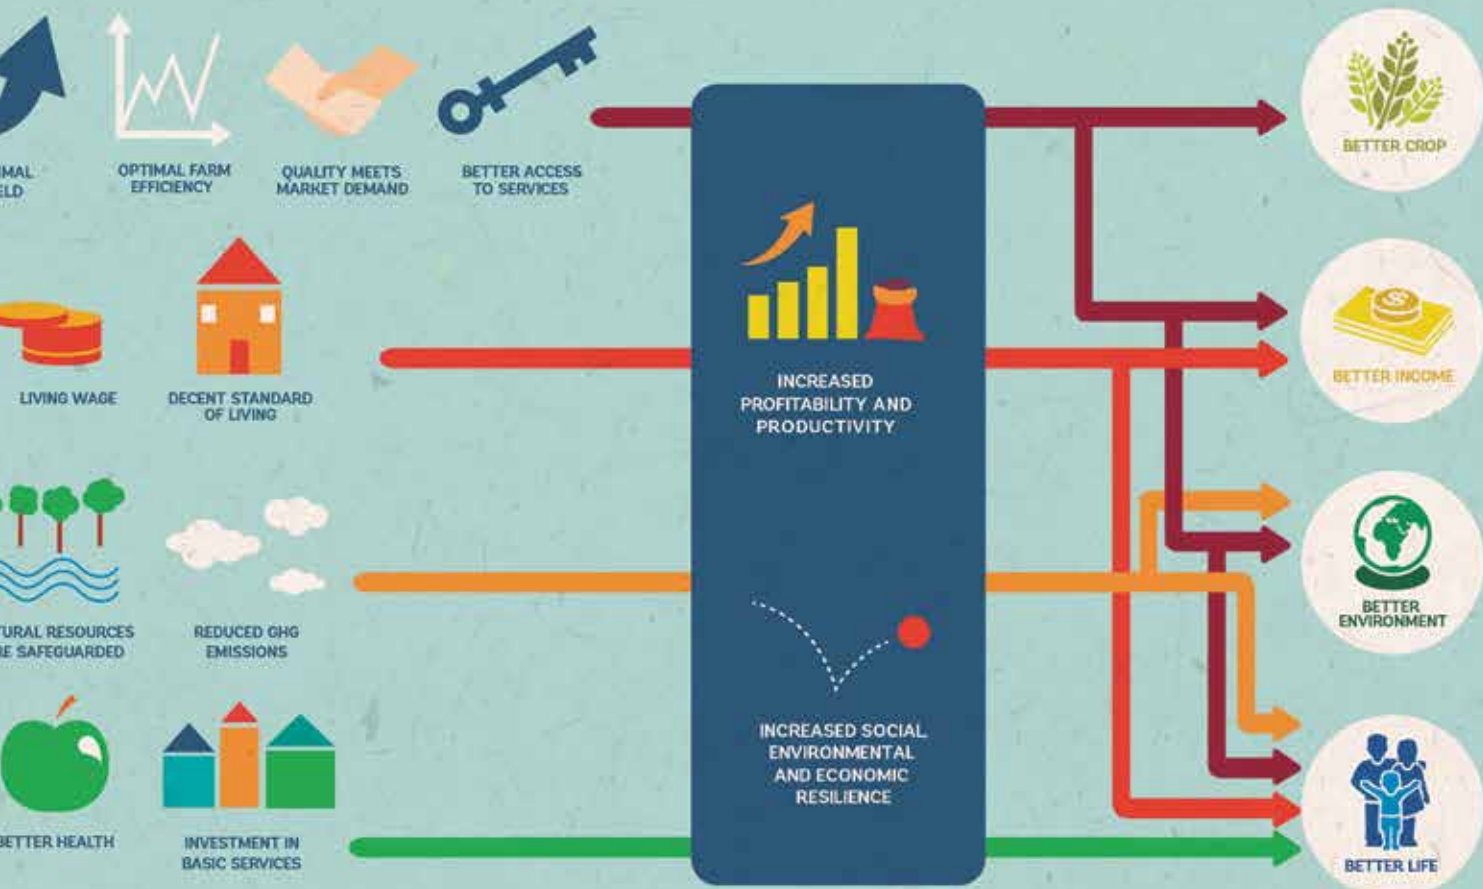 OPTIMAL FARM
EFFICIENCY
QUALITY MEETS
MARKET DEMAND
BETTER ACCESS
TO SERVICES
BETTER CROP
LIVING WAGE
DECENT STANDARD
OF LIVING
INCREASED
PROFITABILITY AND
PRODUCTIVITY
BETTER INCOME
RESOURCES
SAFEGUARDED
REDUCED GHG
EMISSIONS
BETTER
ENVIRONMENT
INCREASED SOCIAL
ENVIRONMENTAL
AND ECONOMIC
RESILIENCE
BETTER HEALTH
INVESTMENT IN
BASIC SERVICES
BETTER LIFE